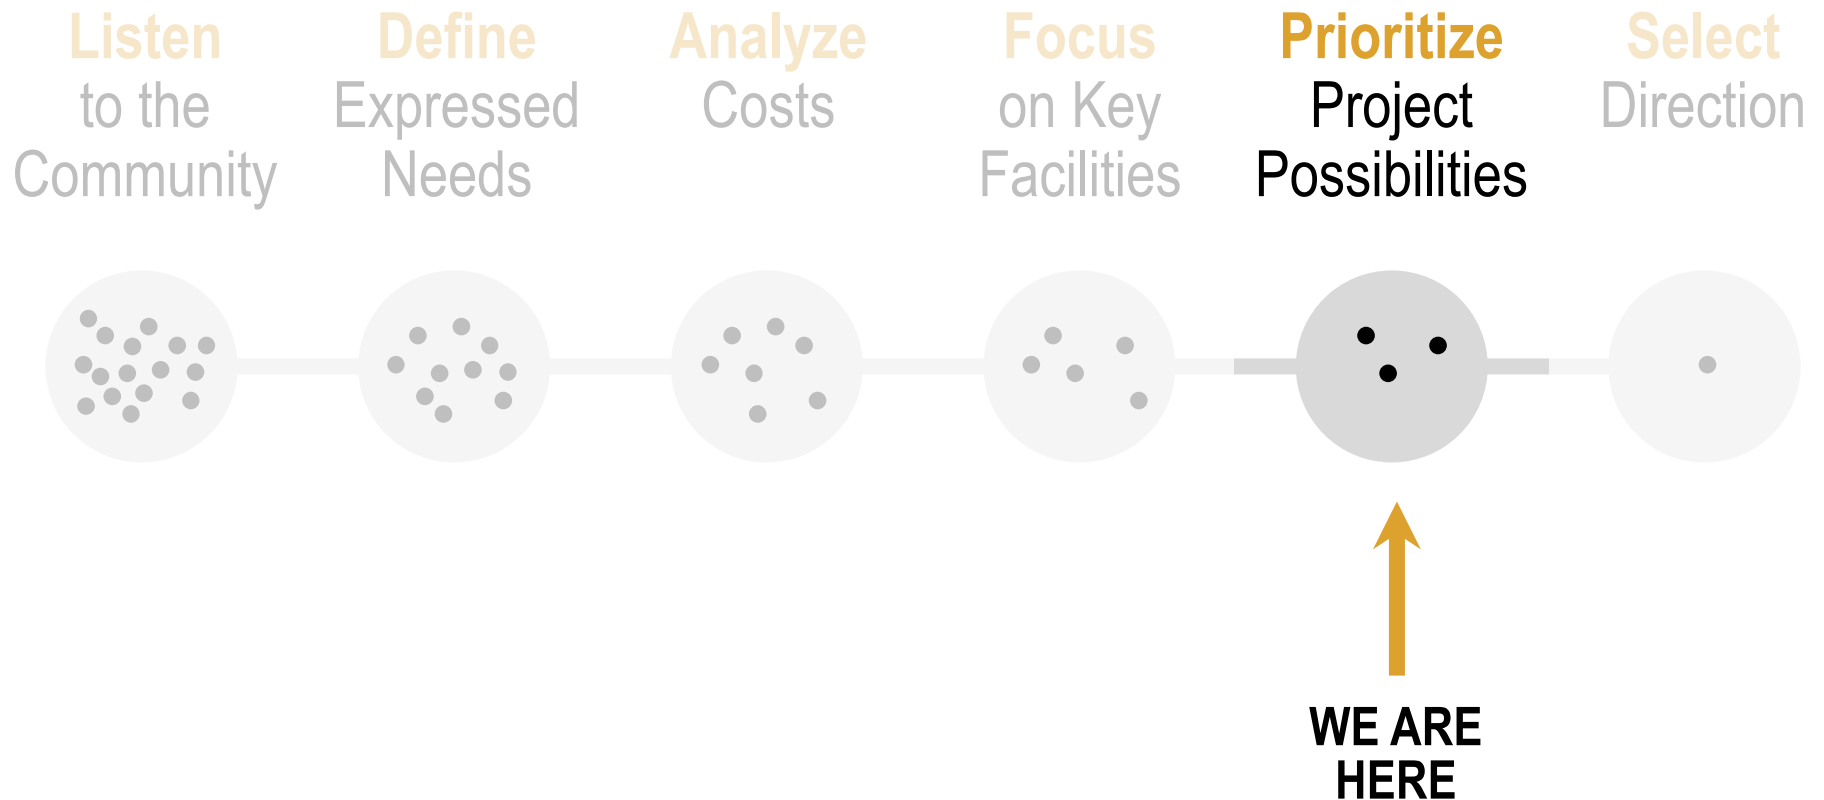 Listen
to the
Community
Define
Expressed
Needs
Analyze
Costs
Focus
on Key
Facilities
Prioritize
Project
Possibilities
Select
Direction
WE ARE
HERE